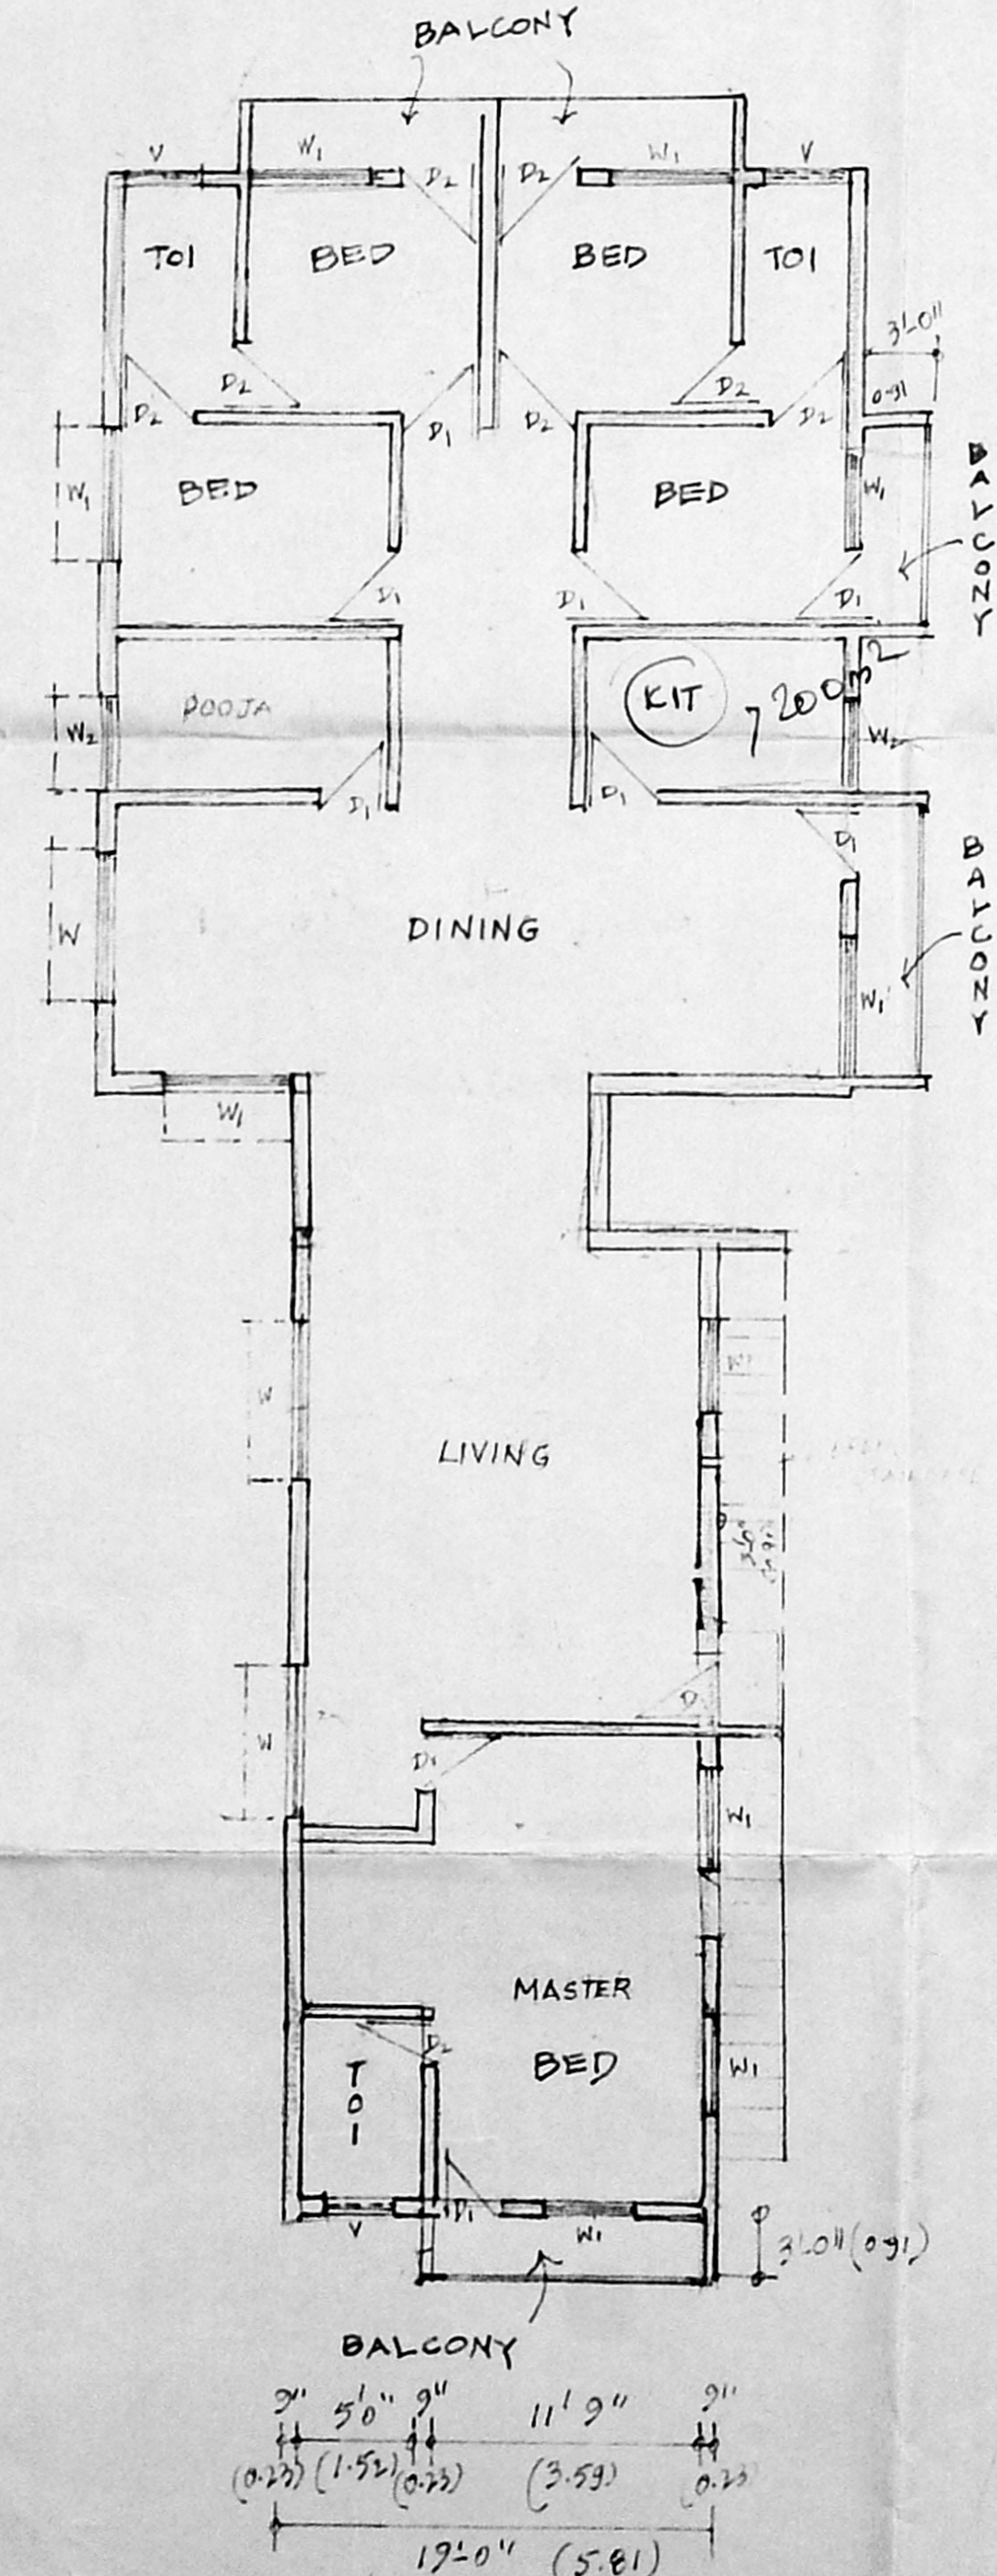 BALCONY
V W1 D2 D2 W1 V
TOI BED BED TOI
3'-0"
D2 D2
0.91
D2 D1 D2 D2
W1 BED BED W1
BALCONY
D1 D1 D1
POOJA KIT
W2 W2
D1 D1
D1
BALCONY
W DINING
W1
W1
W
LIVING
D
W D1
W1
MASTER
BED
D2
TOI
W1
D1
V W1
3'-0" (0.91)
BALCONY
9" 5'0" 9" 11'9" 9"
(0.23) (1.52) (0.23) (3.59) (0.23)
19'-0" (5.81)